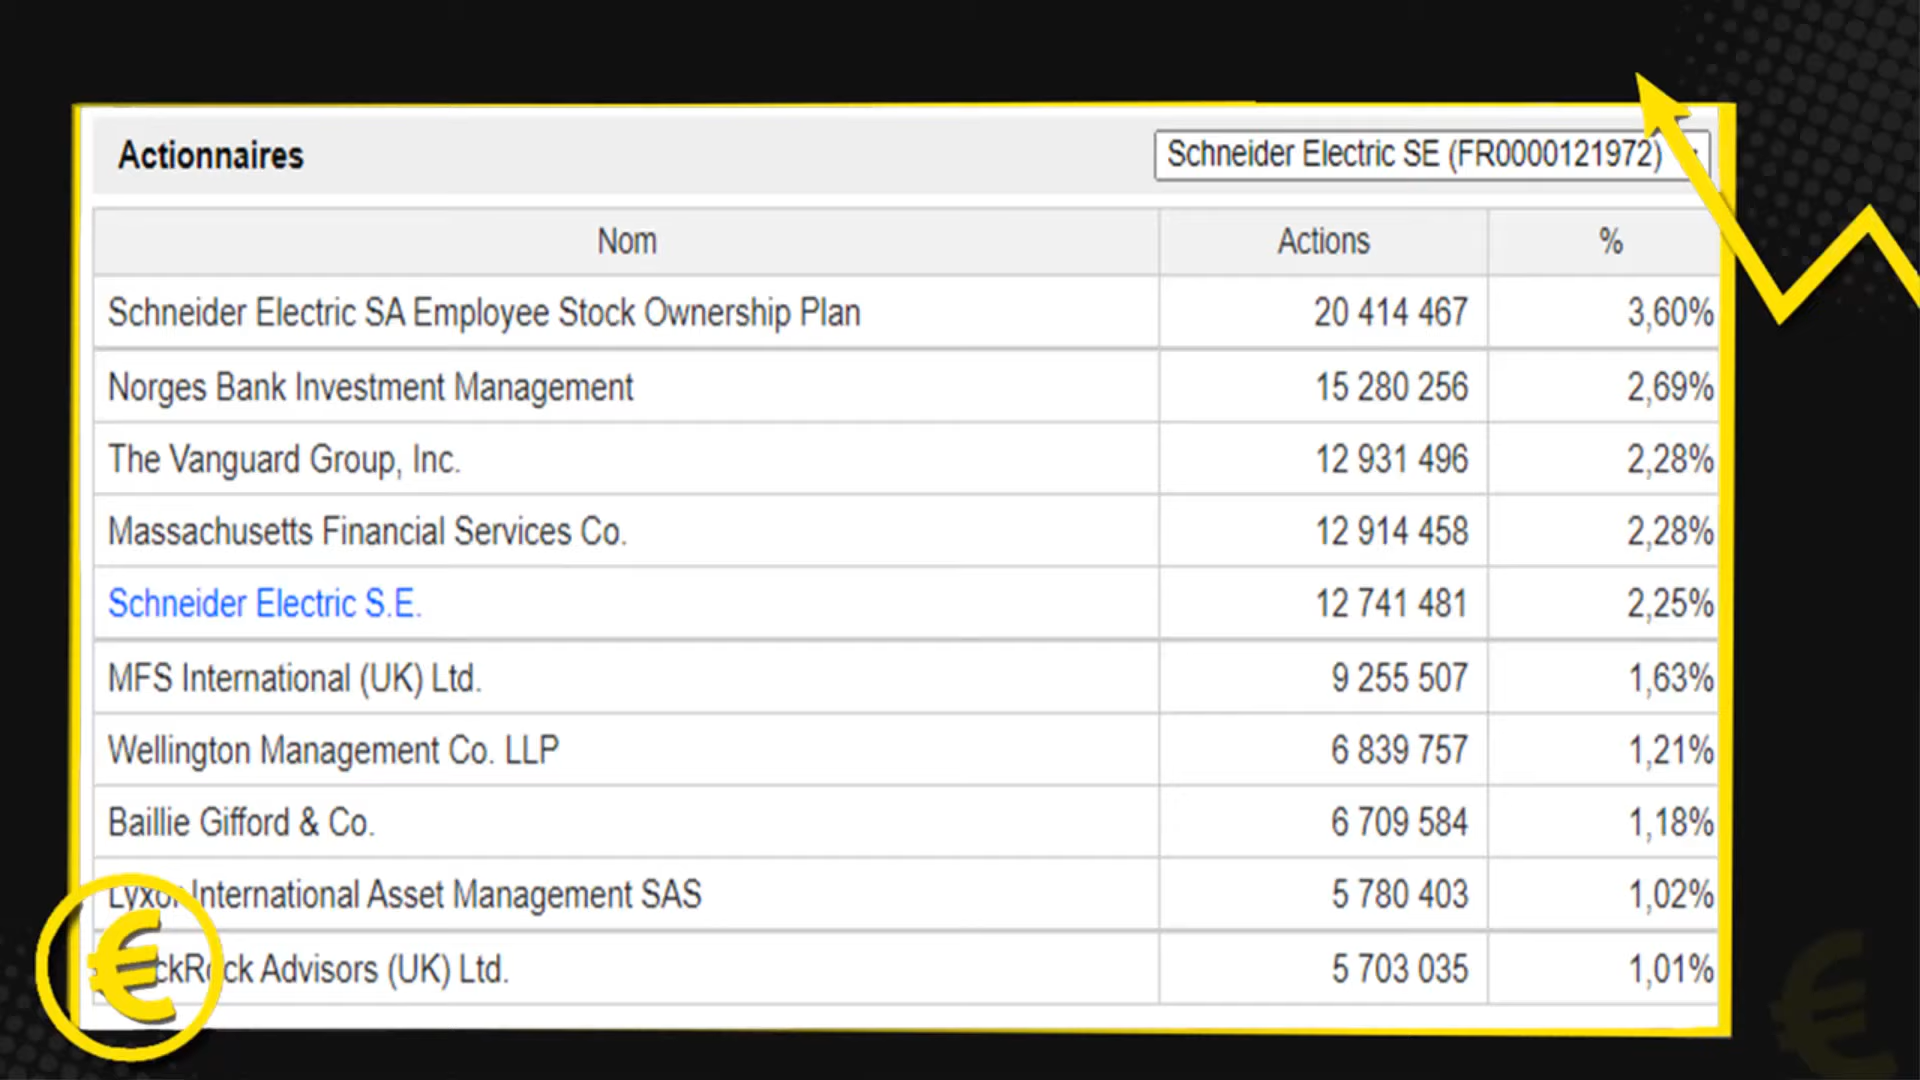 Actionnaires
Schneider Electric SE (FR0000121972)
Nom Actions %
Schneider Electric SA Employee Stock Ownership Plan 20 414 467 3,60%
Norges Bank Investment Management 15 280 256 2,69%
The Vanguard Group, Inc. 12 931 496 2,28%
Massachusetts Financial Services Co. 12 914 458 2,28%
Schneider Electric S.E. 12 741 481 2,25%
MFS International (UK) Ltd. 9 255 507 1,63%
Wellington Management Co. LLP 6 839 757 1,21%
Baillie Gifford & Co. 6 709 584 1,18%
Lyxor International Asset Management SAS 5 780 403 1,02%
Advisors (UK) Ltd. 5 703 035 1,01%
€
€